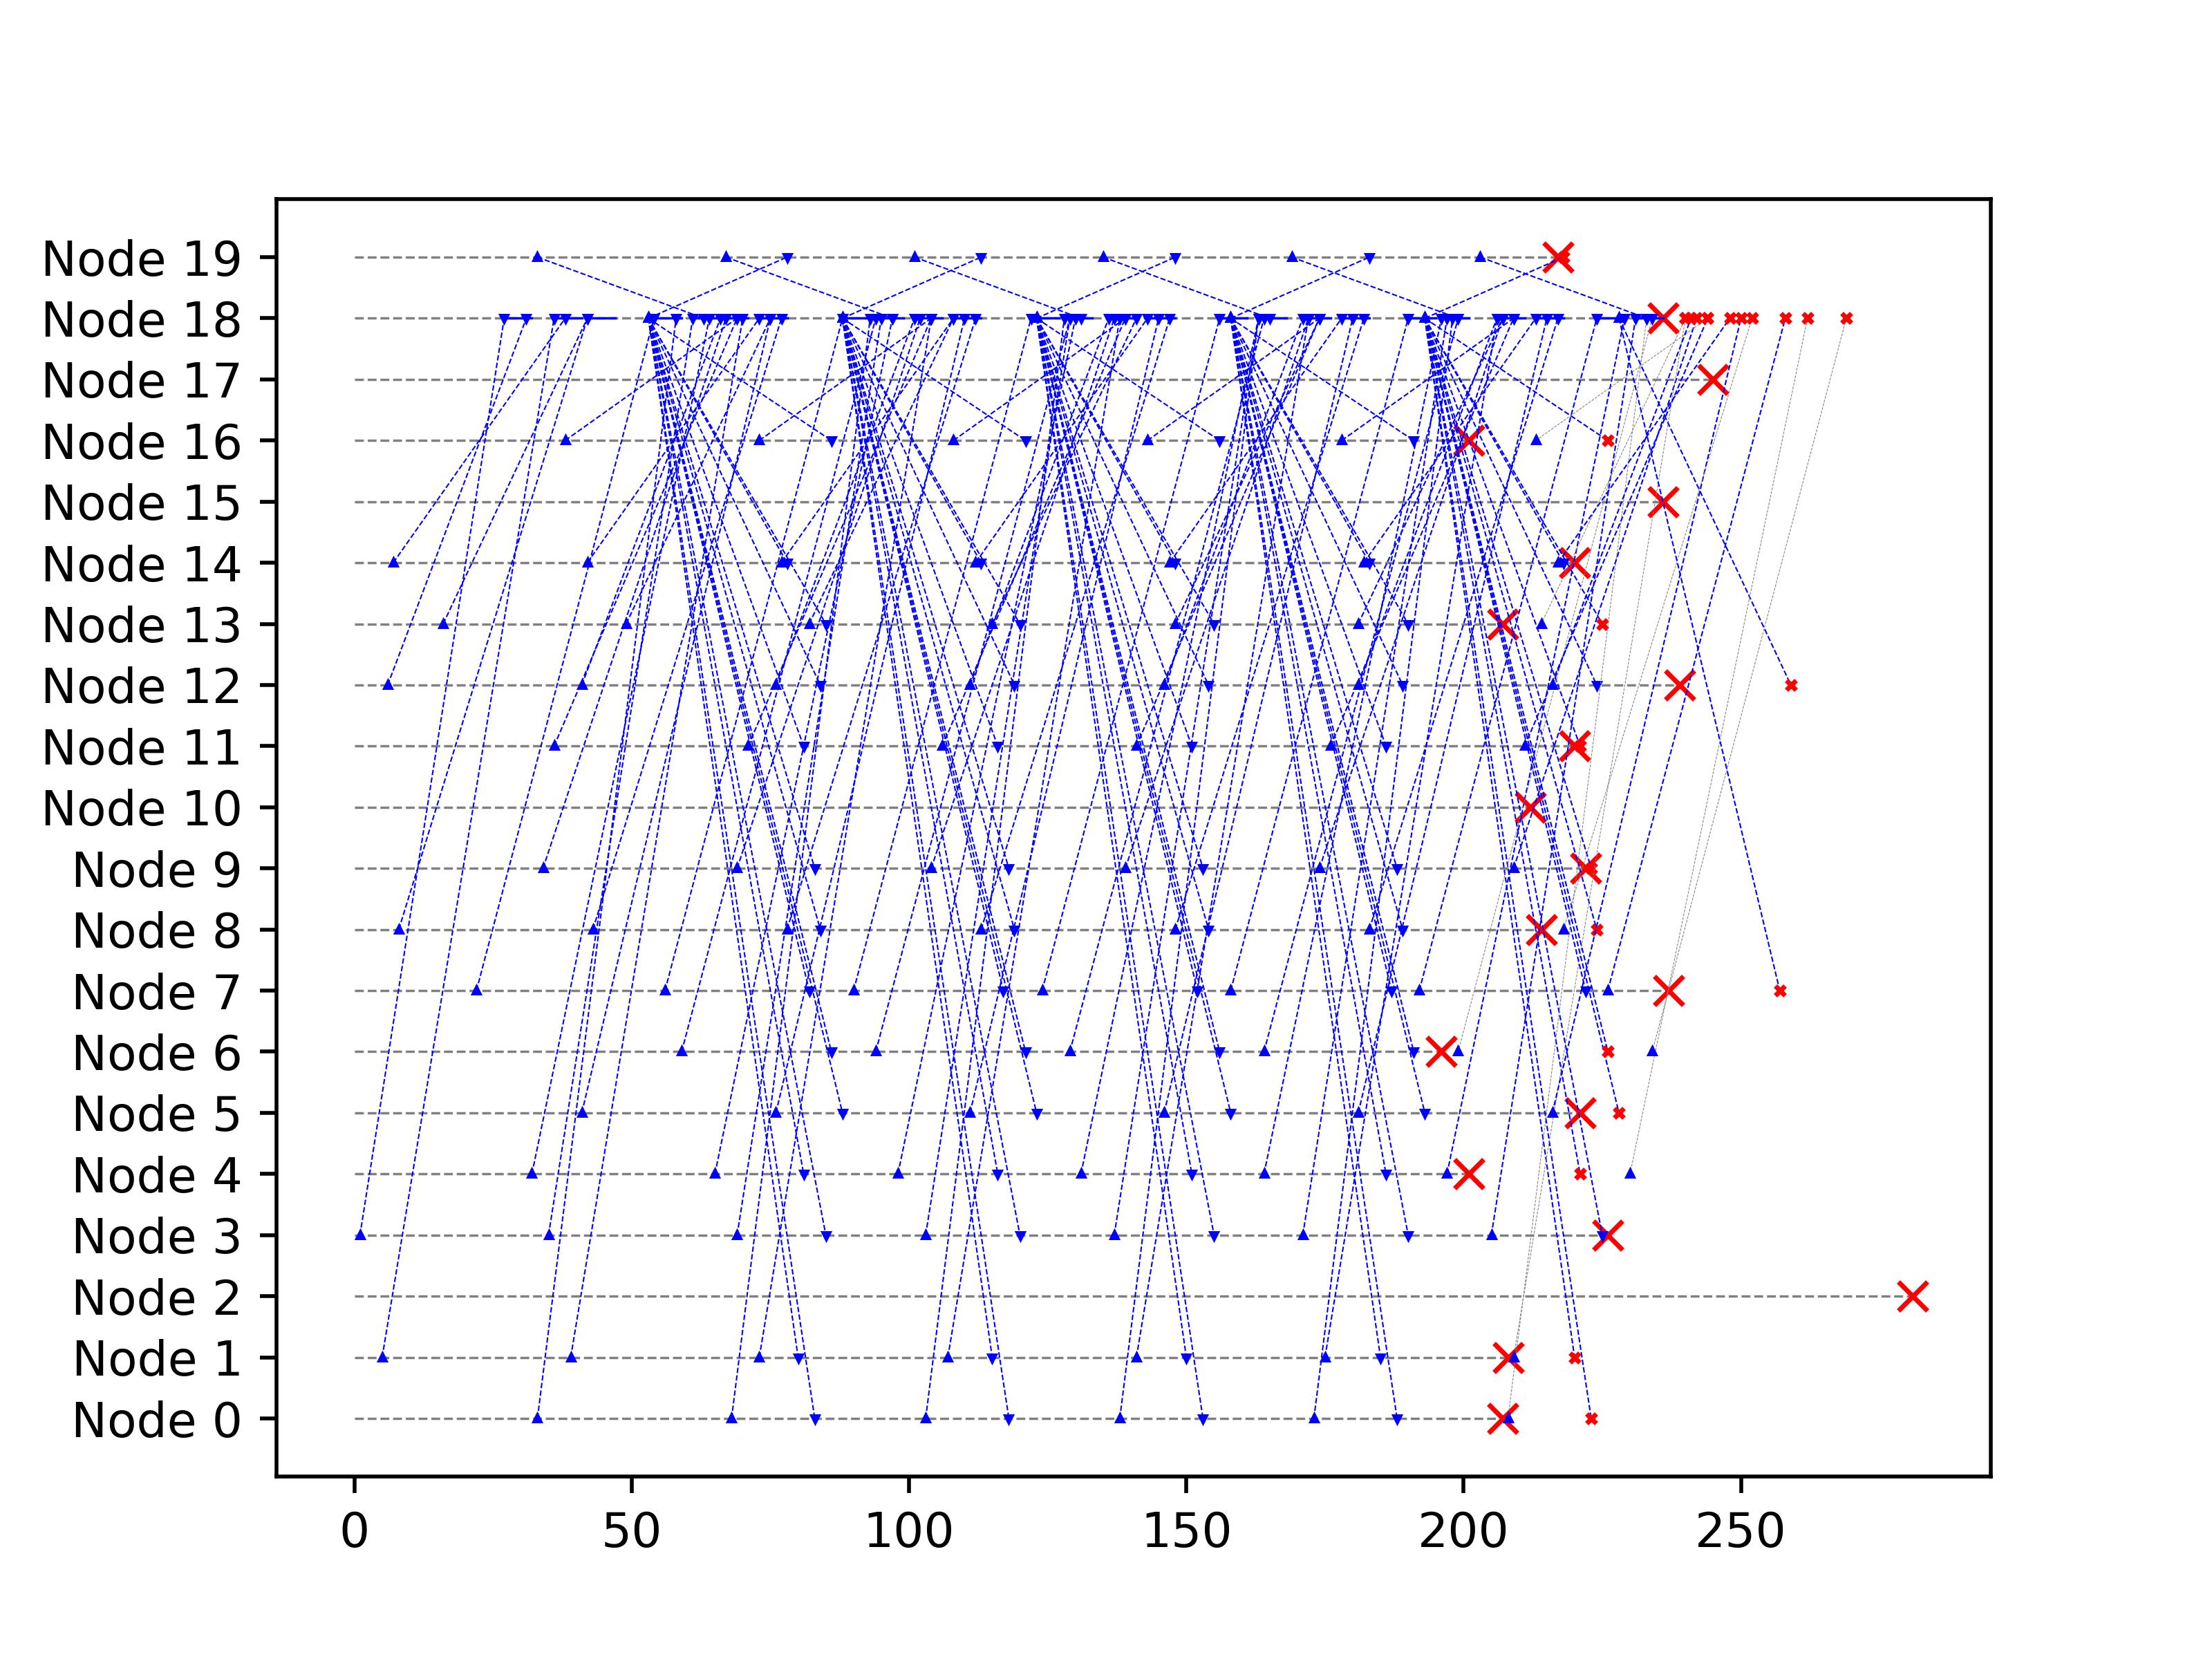 Node 19
Node 18
Node 17
Node 16
Node 15
Node 14
Node 13
Node 12
Node 11
Node 10
Node 9
Node 8
Node 7
Node 6
Node 5
Node 4
Node 3
Node 2
Node 1
Node 0
0 50 100 150 200 250